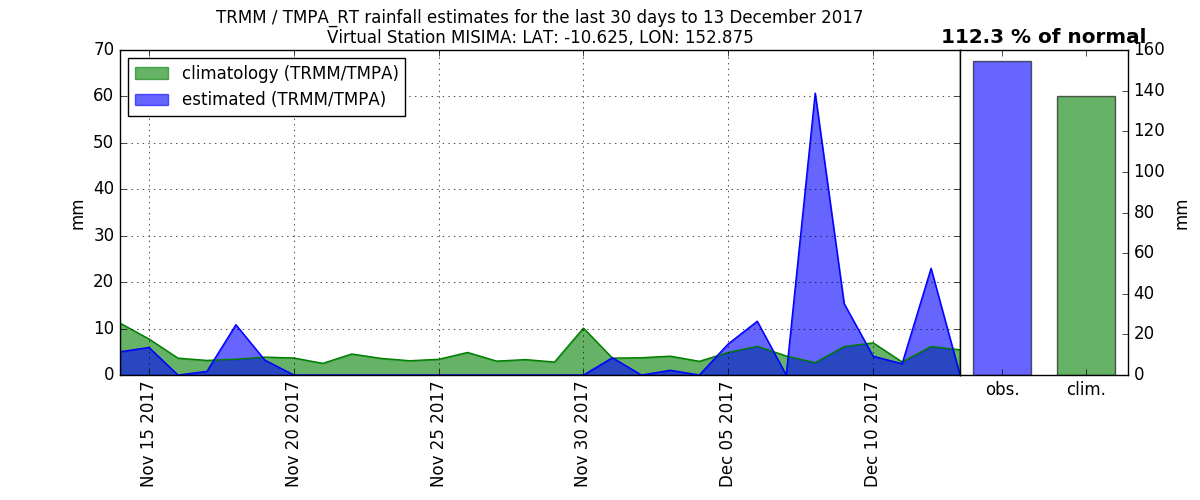 TRMM / TMPA_RT rainfall estimates for the last 30 days to 13 December 2017
Virtual Station MISIMA: LAT: -10.625, LON: 152.875
112.3 % of normal
climatology (TRMM/TMPA)
estimated (TRMM/TMPA)
mm
70
60
50
40
30
20
10
0
Nov 15 2017
Nov 20 2017
Nov 25 2017
Nov 30 2017
Dec 05 2017
Dec 10 2017
obs.
clim.
160
140
120
100
80
60
40
20
0
mm